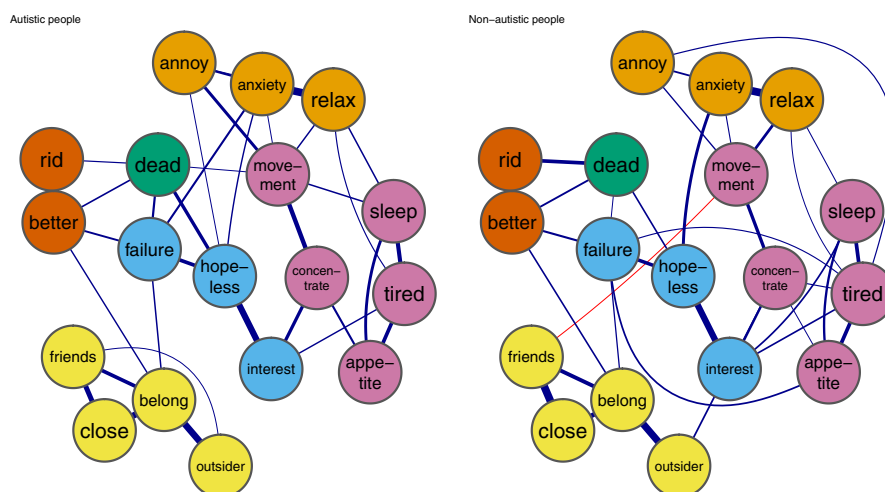 Autistic people
annoy
anxiety
relax
rid
dead
move–
ment
better
sleep
failure
hope–
less
concen–
trate
tired
friends
interest
appe–
tite
belong
close
outsider
Non−autistic people
annoy
anxiety
relax
rid
dead
move–
ment
better
sleep
failure
hope–
less
concen–
trate
tired
friends
interest
appe–
tite
belong
close
outsider